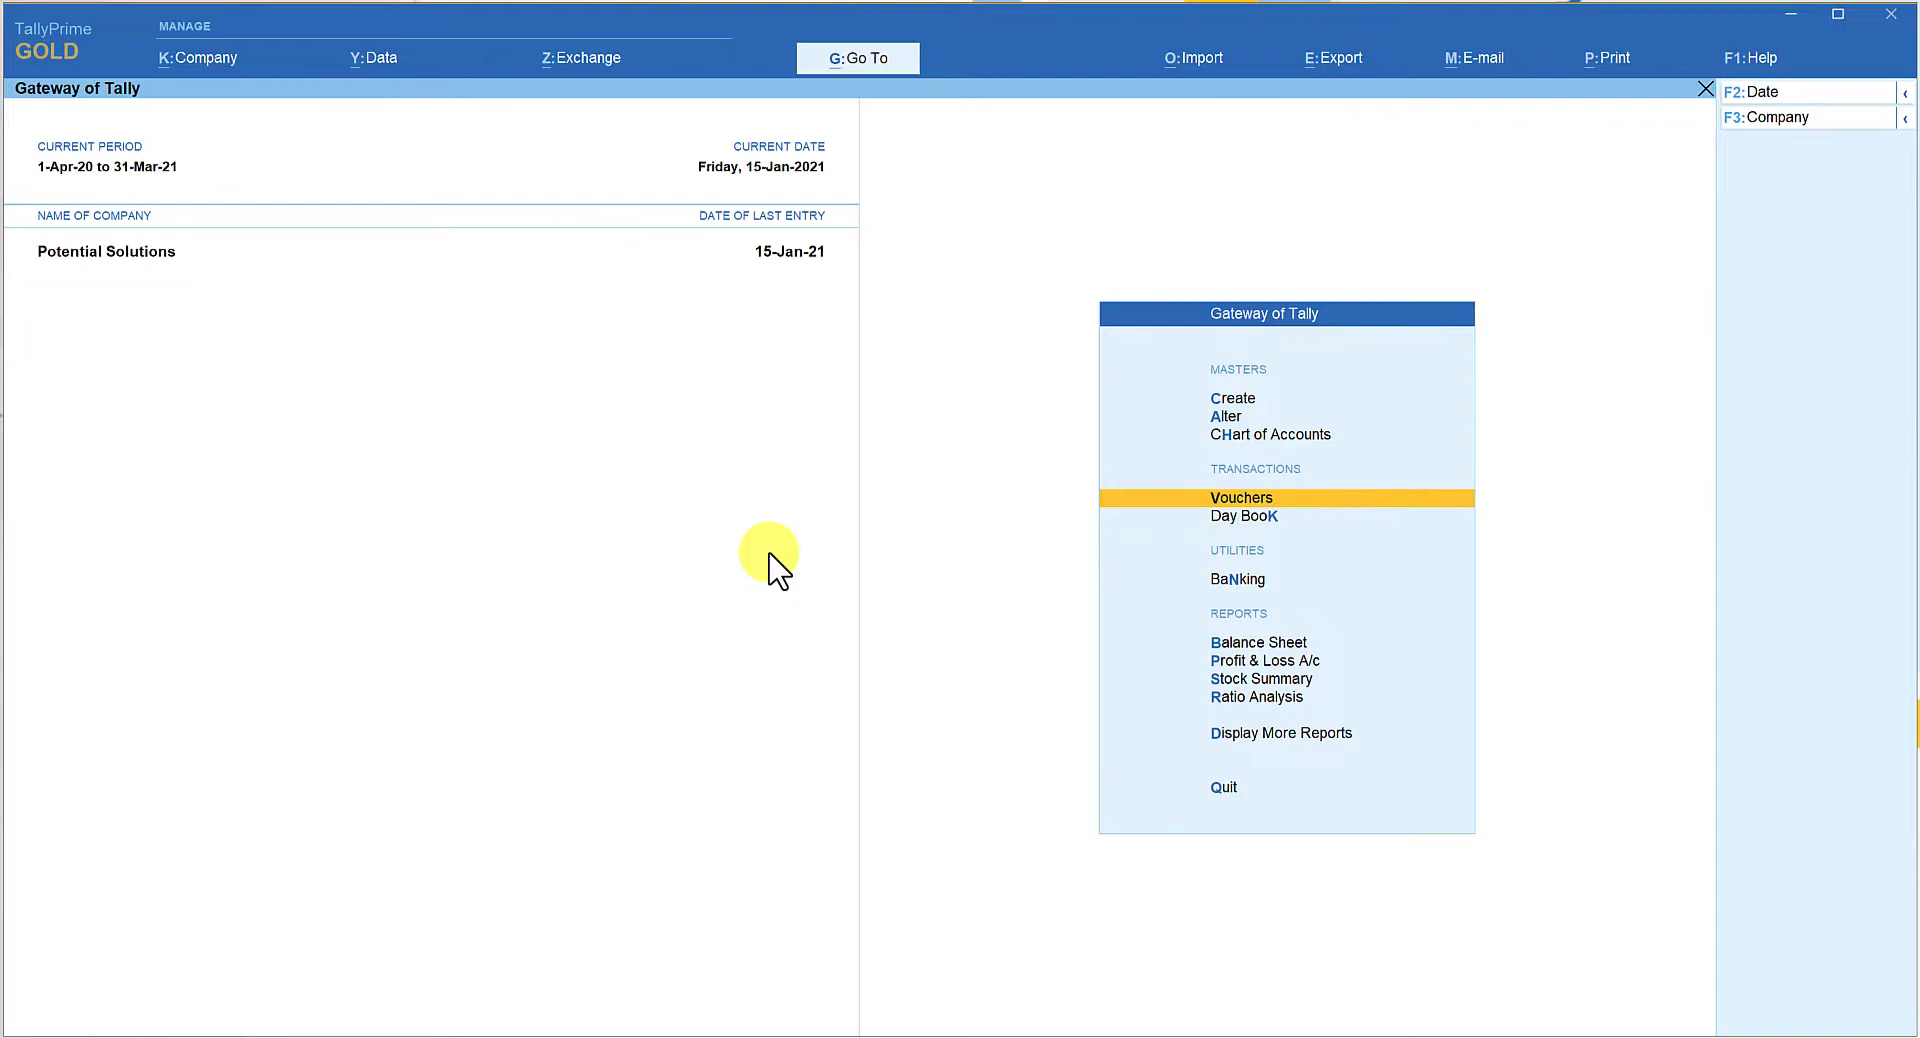 TallyPrime
GOLD
MANAGE
K:Company
Y:Data
Z:Exchange
G:Go To
O:Import
E:Export
M:E-mail
P:Print
F1:Help
Gateway of Tally
F2:Date
F3:Company
CURRENT PERIOD
CURRENT DATE
1-Apr-20 to 31-Mar-21
Friday, 15-Jan-2021
NAME OF COMPANY
DATE OF LAST ENTRY
Potential Solutions
15-Jan-21
Gateway of Tally
MASTERS
Create
Alter
CHart of Accounts
TRANSACTIONS
Vouchers
Day BooK
UTILITIES
BaNking
REPORTS
Balance Sheet
Profit & Loss A/c
Stock Summary
Ratio Analysis
Display More Reports
Quit